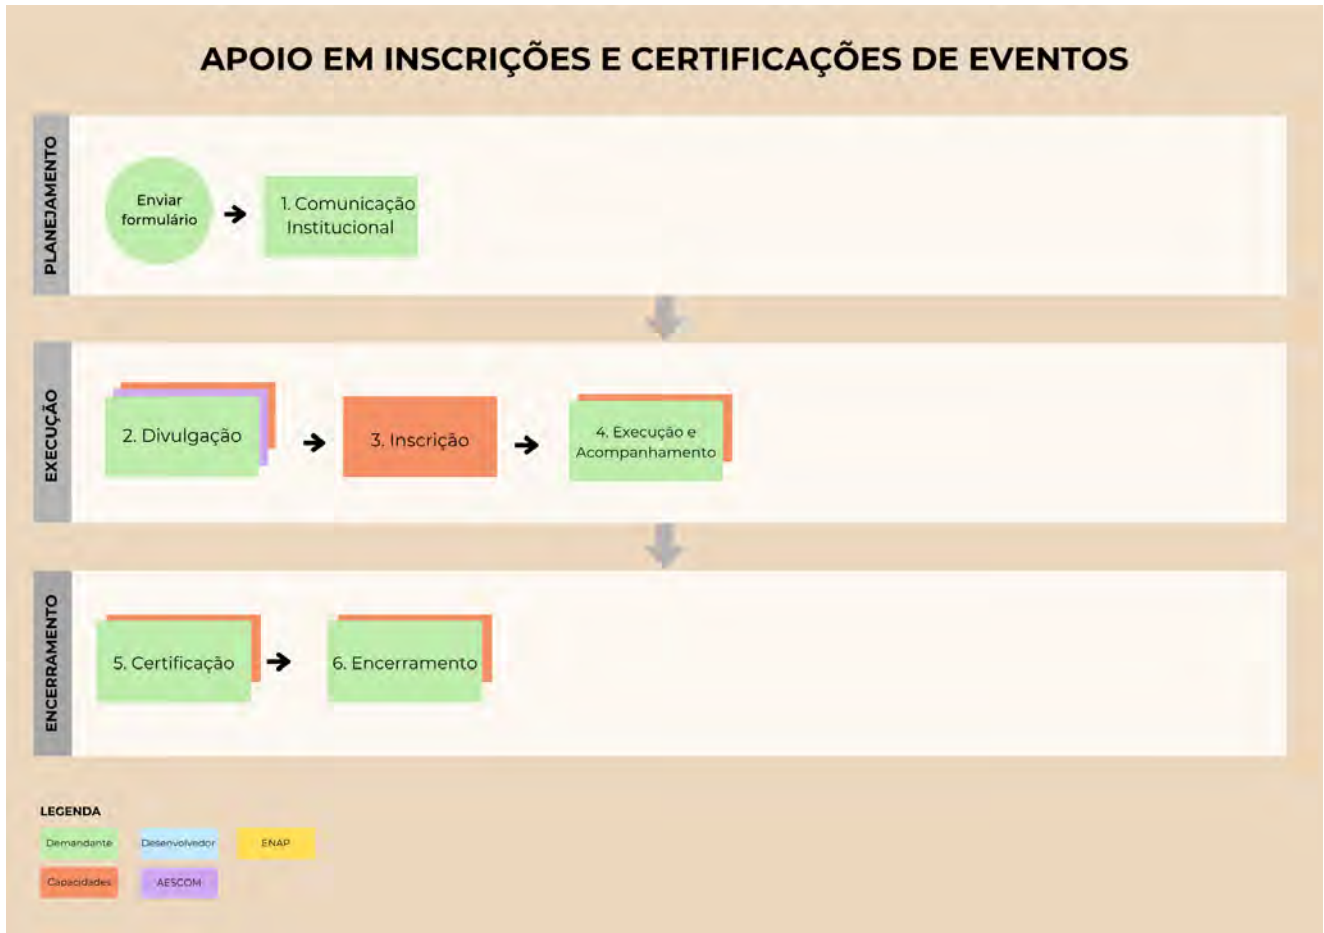 APOIO EM INSCRIÇÕES E CERTIFICAÇÕES DE EVENTOS
PLANEJAMENTO
Enviar
formulário
1. Comunicação
Institucional
EXECUÇÃO
2. Divulgação
3. Inscrição
4. Execução e
Acompanhamento
ENCERRAMENTO
5. Certificação
6. Encerramento
LEGENDA
Demandante
Desenvolvedor
ENAP
Capacidades
AESCOM